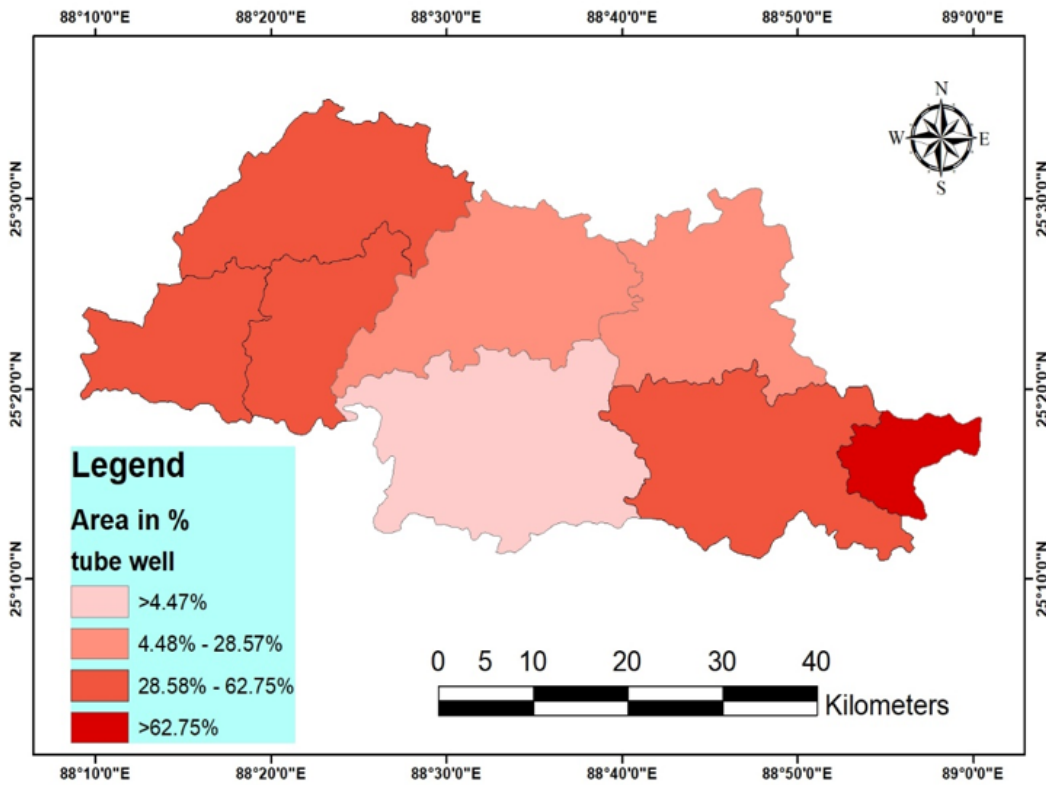 88°10'0"E 88°20'0"E 88°30'0"E 88°40'0"E 88°50'0"E 89°0'0"E
N
W E
S
25°30'0"N 25°30'0"N
25°20'0"N 25°20'0"N
25°10'0"N 25°10'0"N
Legend
Area in %
tube well
>4.47%
4.48% - 28.57%
28.58% - 62.75%
>62.75%
0 5 10 20 30 40
Kilometers
88°10'0"E 88°20'0"E 88°30'0"E 88°40'0"E 88°50'0"E 89°0'0"E